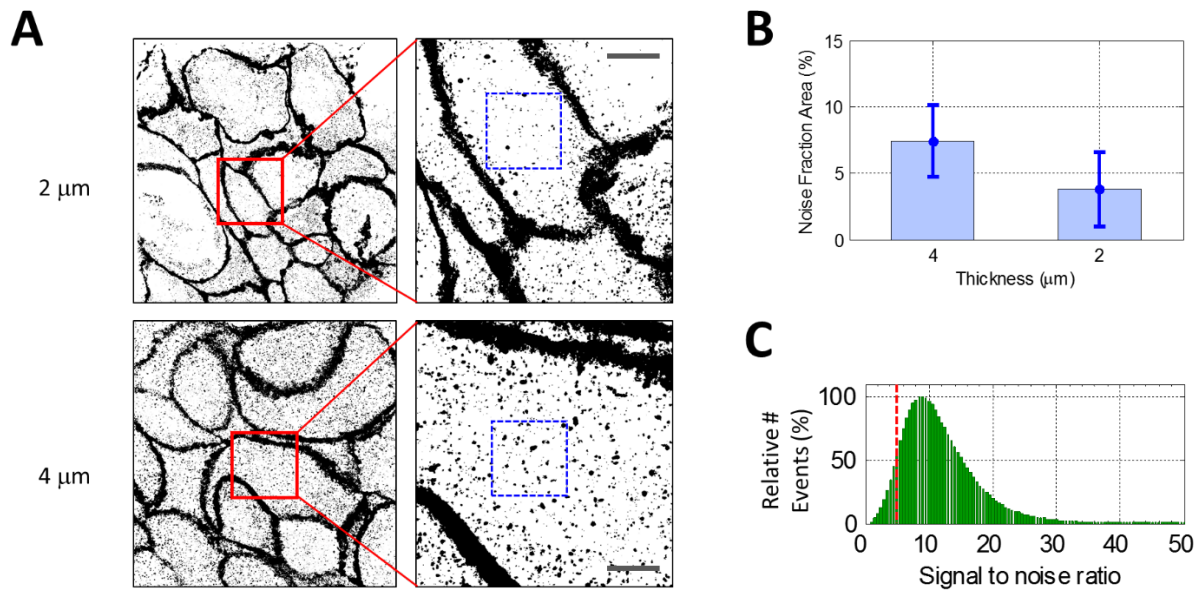 A
2 μm
4 μm
B
15
10
5
0
Noise Fraction Area (%)
4
2
Thickness (μm)
C
100
50
0
Relative #
Events (%)
0
10
20
30
40
50
Signal to noise ratio